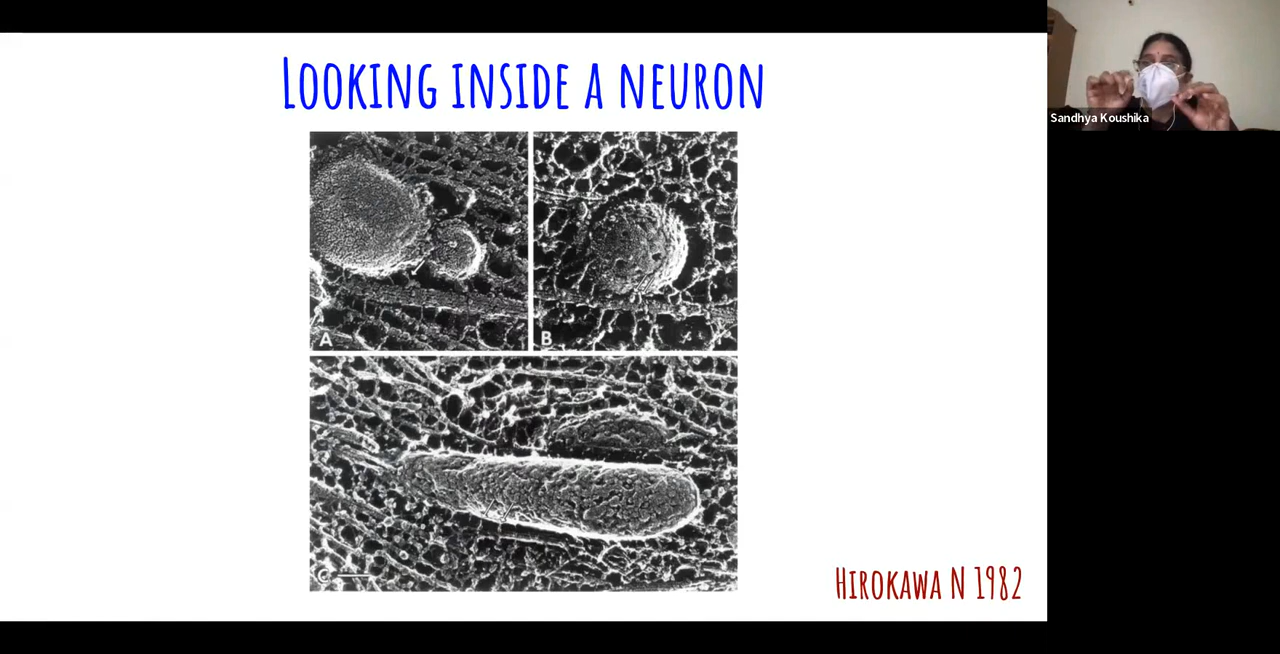 LOOKING INSIDE A NEURON
Sandhya Koushika
A
B
C
HIROKAWA N 1982